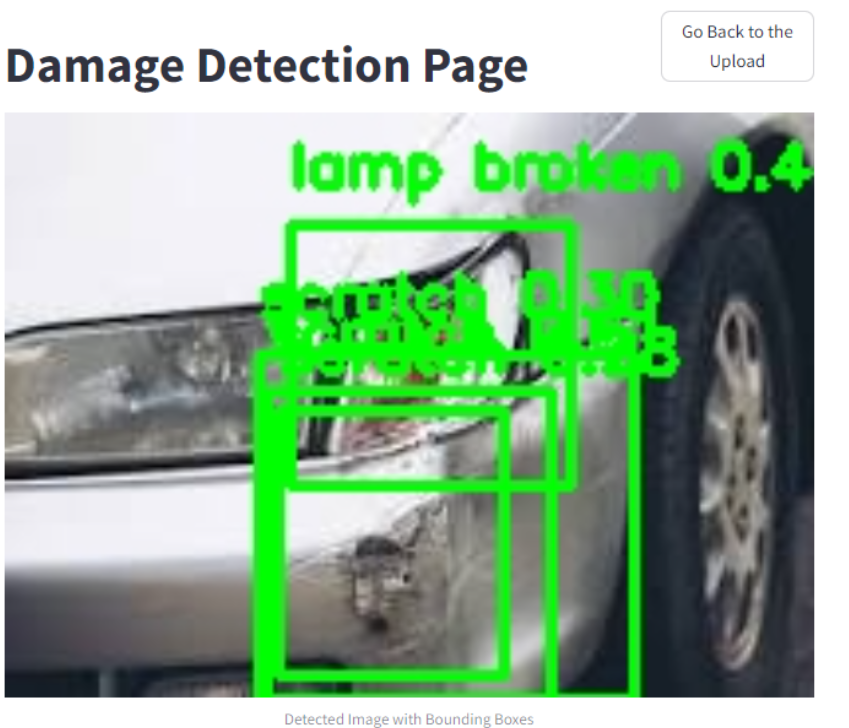 Go Back to the
Upload
Damage Detection Page
lamp broken 0.4
scratch 0.30
scratch
Detected Image with Bounding Boxes